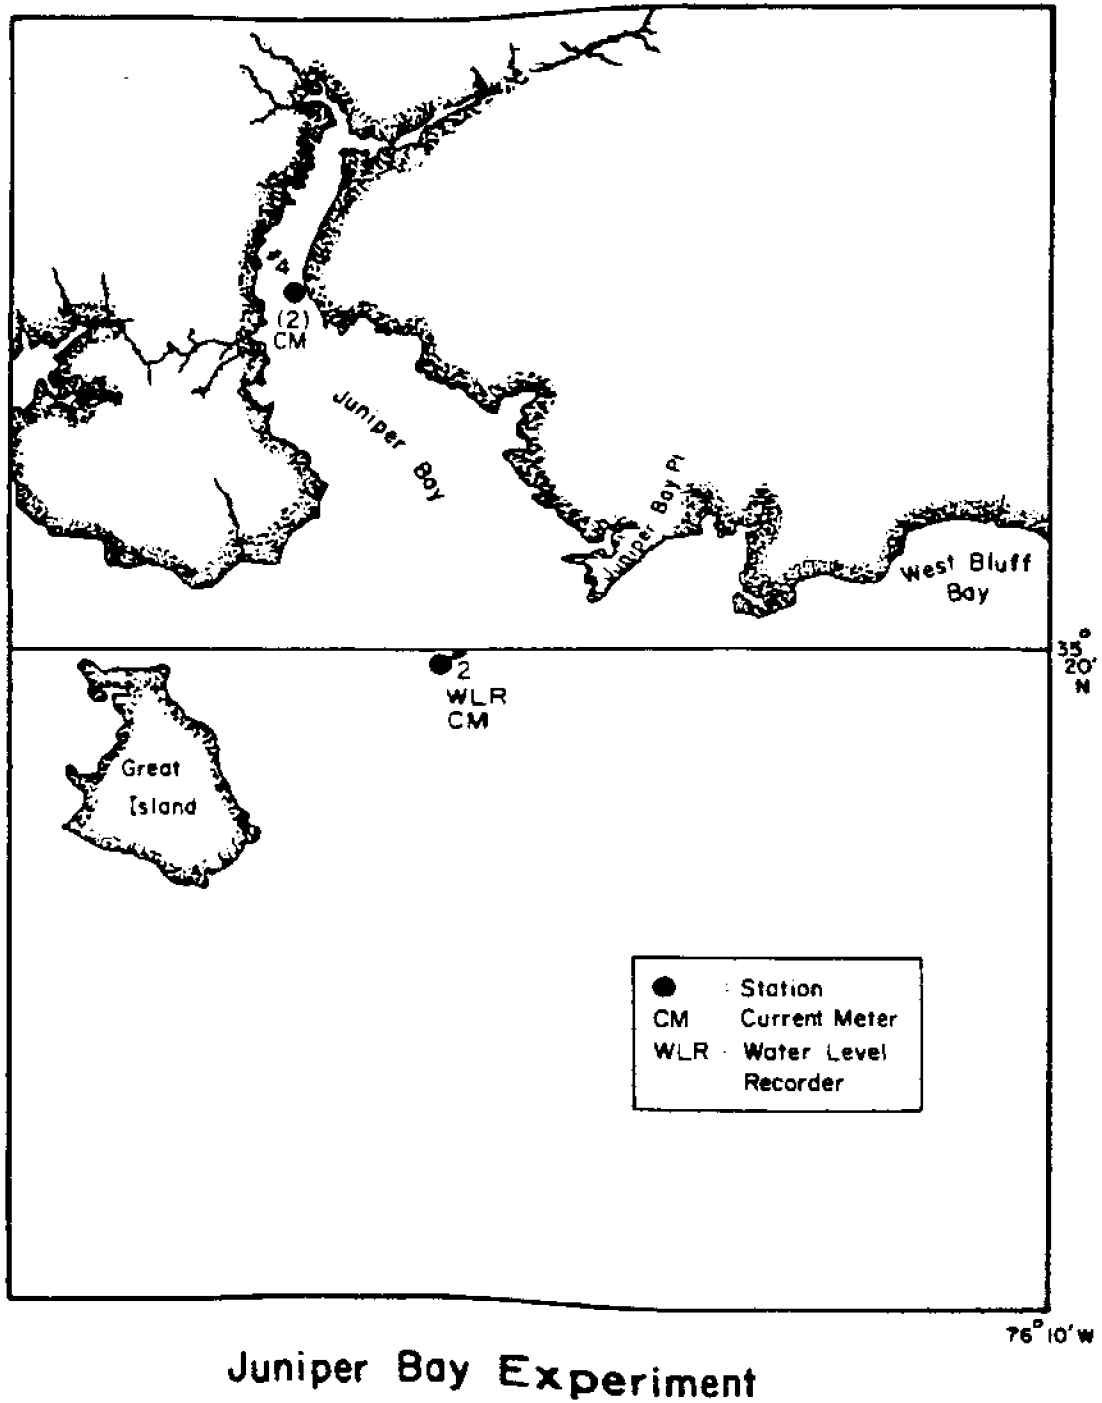 #4
(2)
CM
Juniper Bay
Juniper Bay Pt
West Bluff
Bay
35°
20'
N
2
WLR
CM
Great
Island
: Station
CM Current Meter
WLR Water Level
Recorder
76° 10' W
Juniper Bay Experiment